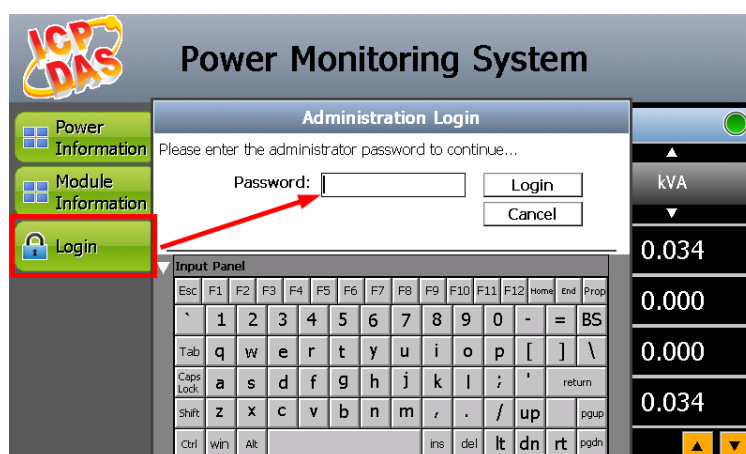 ICP
DAS
Power Monitoring System
Power
Information
Module
Information
Login
Administration Login
Please enter the administrator password to continue...
Password:
Login
Cancel
kVA
0.034
0.000
0.000
0.034
Input Panel
Esc F1 F2 F3 F4 F5 F6 F7 F8 F9 F10 F11 F12 Home End Prop
` 1 2 3 4 5 6 7 8 9 0 - = BS
Tab q w e r t y u i o p [ ] \
Caps Lock a s d f g h j k l ; ' return
Shift z x c v b n m , . / up pgup
Ctrl win Alt ins del lt dn rt pgdn